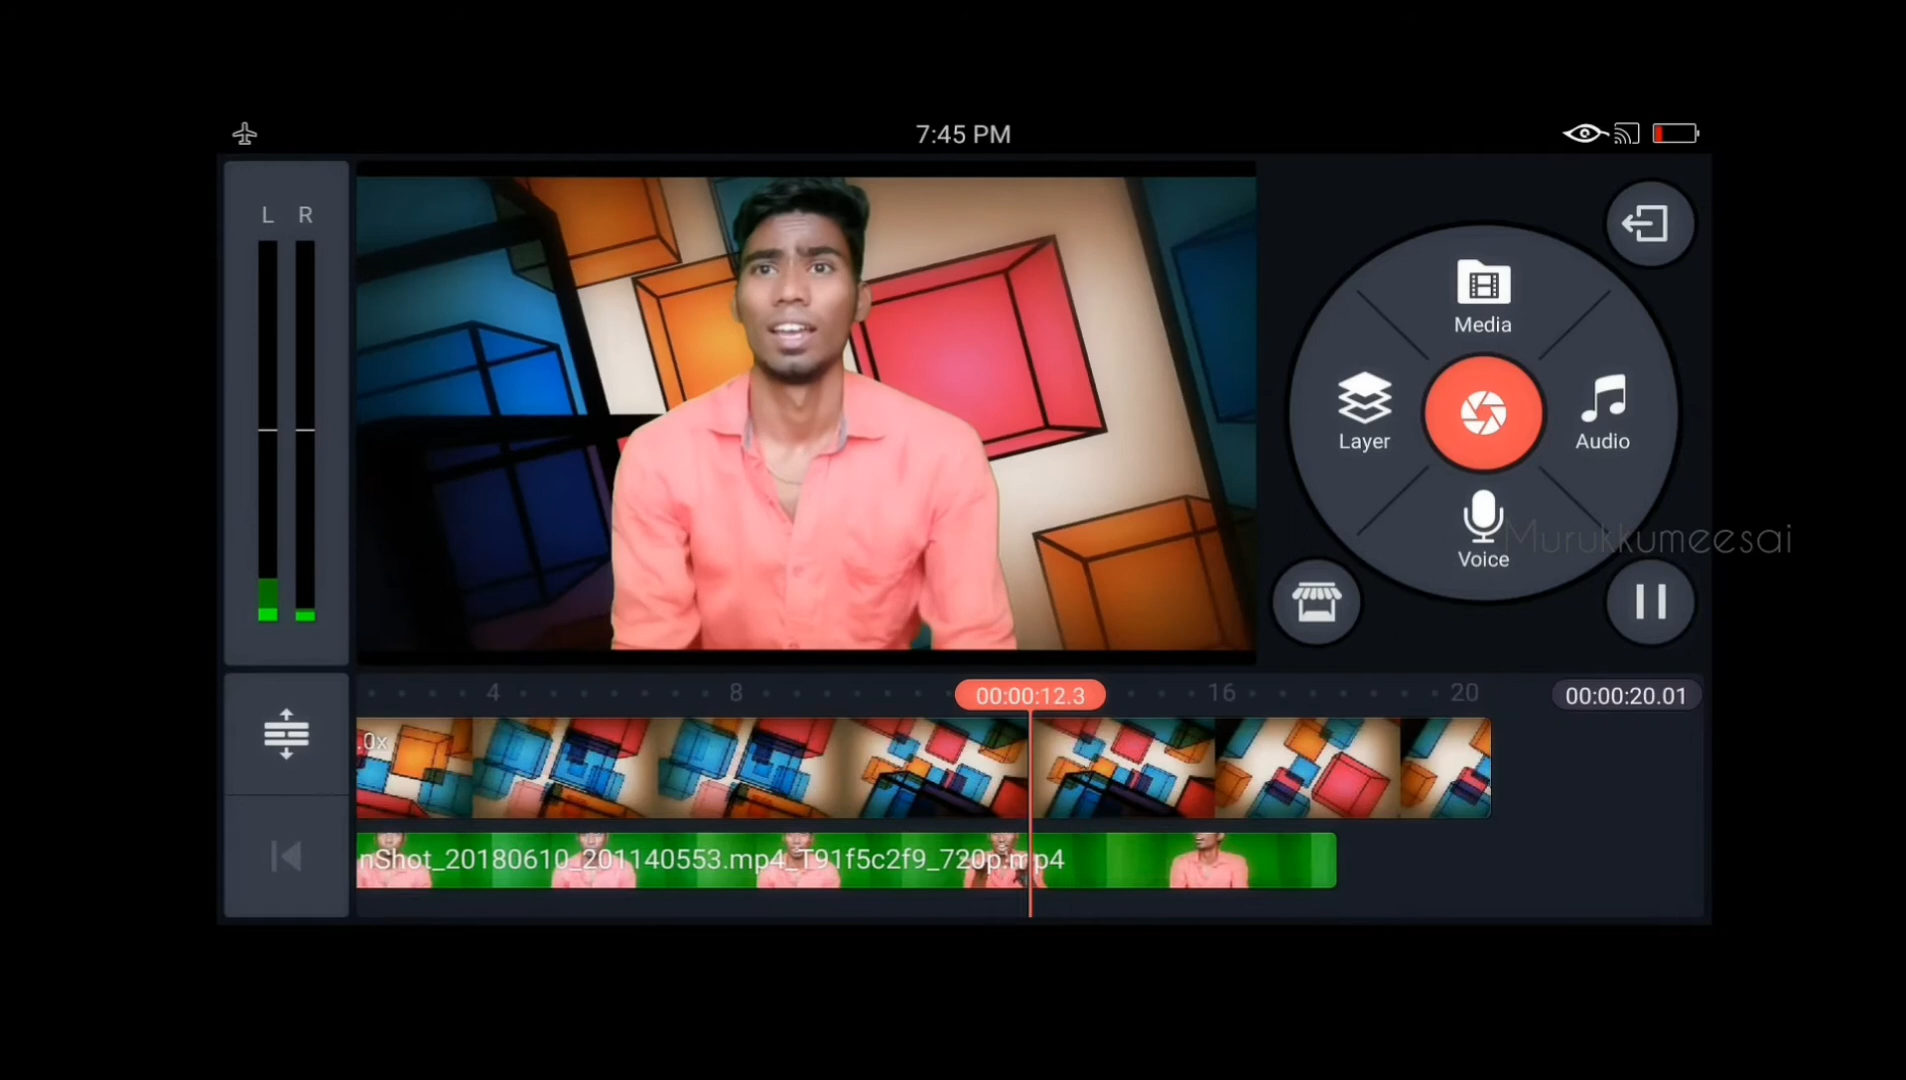 7:45 PM
L R
Media
Layer
Audio
Voice
Murukkumeesai
4 8 00:00:12.3 16 20 00:00:20.01
.0x
nShot_20180610_201140553.mp4_T91f5c2f9_720p.mp4